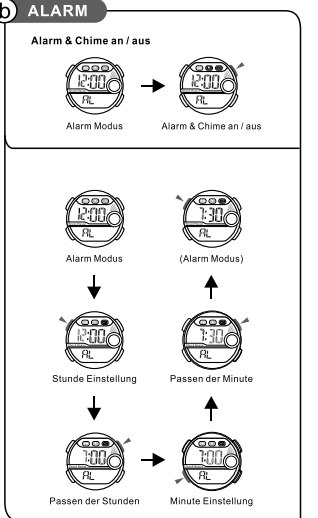 b ALARM
Alarm & Chime an / aus
12:00 12:00
AL AL
Alarm Modus Alarm & Chime an / aus
12:00 7:30
AL AL
Alarm Modus (Alarm Modus)
12:00 7:30
AL AL
Stunde Einstellung Passen der Minute
7:00 7:00
AL AL
Passen der Stunden Minute Einstellung